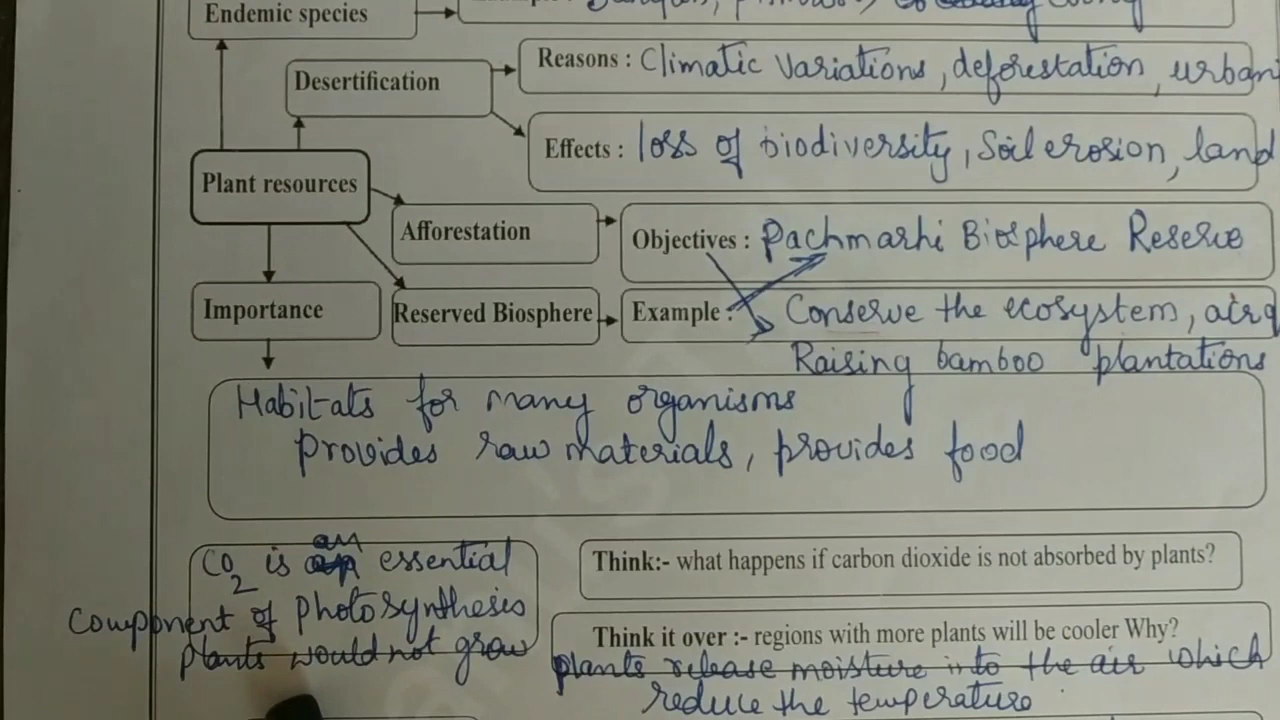 Endemic species
Desertification
Reasons : Climatic variations, deforestation, urban
Effects : loss of biodiversity, Soil erosion, land
Plant resources
Afforestation
Objectives : Pachmarhi Biosphere Reserve
Importance
Reserved Biosphere
Example : Conserve the ecosystem, air q
Raising bamboo plantations
Habitats for many organisms
provides raw materials, provides food
CO2 is an essential
component of photosynthesis
plants would not grow
Think:- what happens if carbon dioxide is not absorbed by plants?
Think it over :- regions with more plants will be cooler Why?
plants release moisture into the air which
reduce the temperature